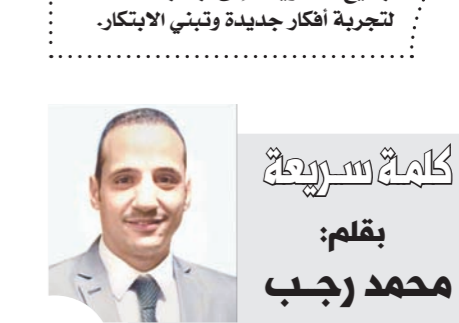 لتجربة أفكار جديدة وتبني الابتكار.
كلمة سريعة
بقلم:
محمد رجب